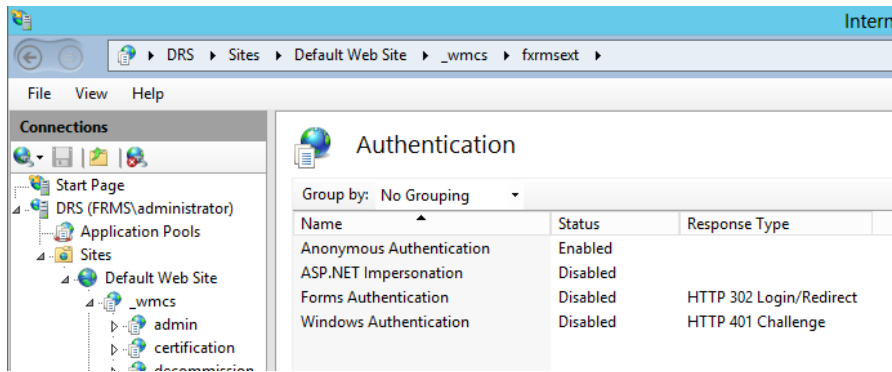 Intern
DRS Sites Default Web Site _wmcs fxrmsext
File View Help
Connections
Start Page
DRS (FRMS\administrator)
Application Pools
Sites
Default Web Site
_wmcs
admin
certification
decommission
Authentication
Group by: No Grouping
Name Status Response Type
Anonymous Authentication Enabled
ASP.NET Impersonation Disabled
Forms Authentication Disabled HTTP 302 Login/Redirect
Windows Authentication Disabled HTTP 401 Challenge